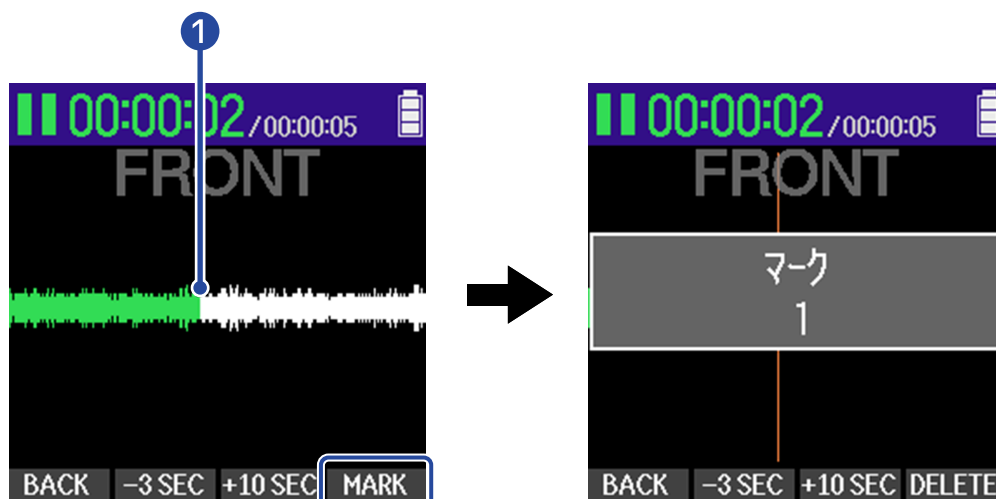 1
00:00:02/00:00:05
FRONT
BACK -3 SEC +10 SEC MARK
00:00:02/00:00:05
FRONT
マーク
1
BACK -3 SEC +10 SEC DELETE